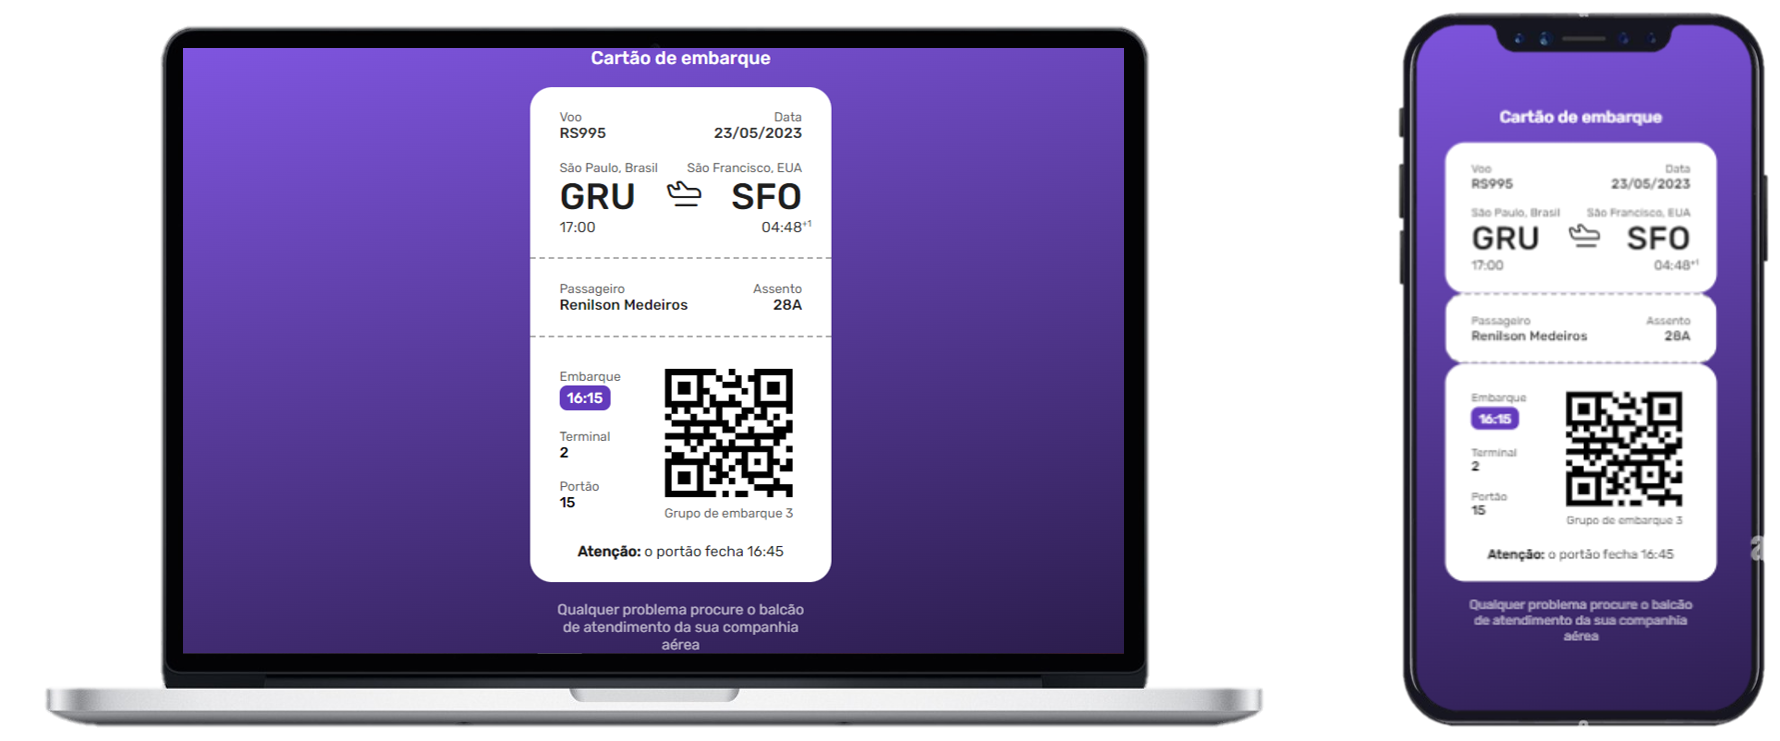 Cartão de embarque
Voo Data
RS995 23/05/2023
São Paulo, Brasil São Francisco, EUA
GRU SFO
17:00 04:48+1
Passageiro Assento
Renilson Medeiros 28A
Embarque
16:15
Terminal
2
Portão
15
Grupo de embarque 3
Atenção: o portão fecha 16:45
Qualquer problema procure o balcão
de atendimento da sua companhia
aérea
Cartão de embarque
Voo Data
RS995 23/05/2023
São Paulo, Brasil São Francisco, EUA
GRU SFO
17:00 04:48+1
Passageiro Assento
Renilson Medeiros 28A
Embarque
16:15
Terminal
2
Portão
15
Grupo de embarque 3
Atenção: o portão fecha 16:45
Qualquer problema procure o balcão
de atendimento da sua companhia
aérea
a